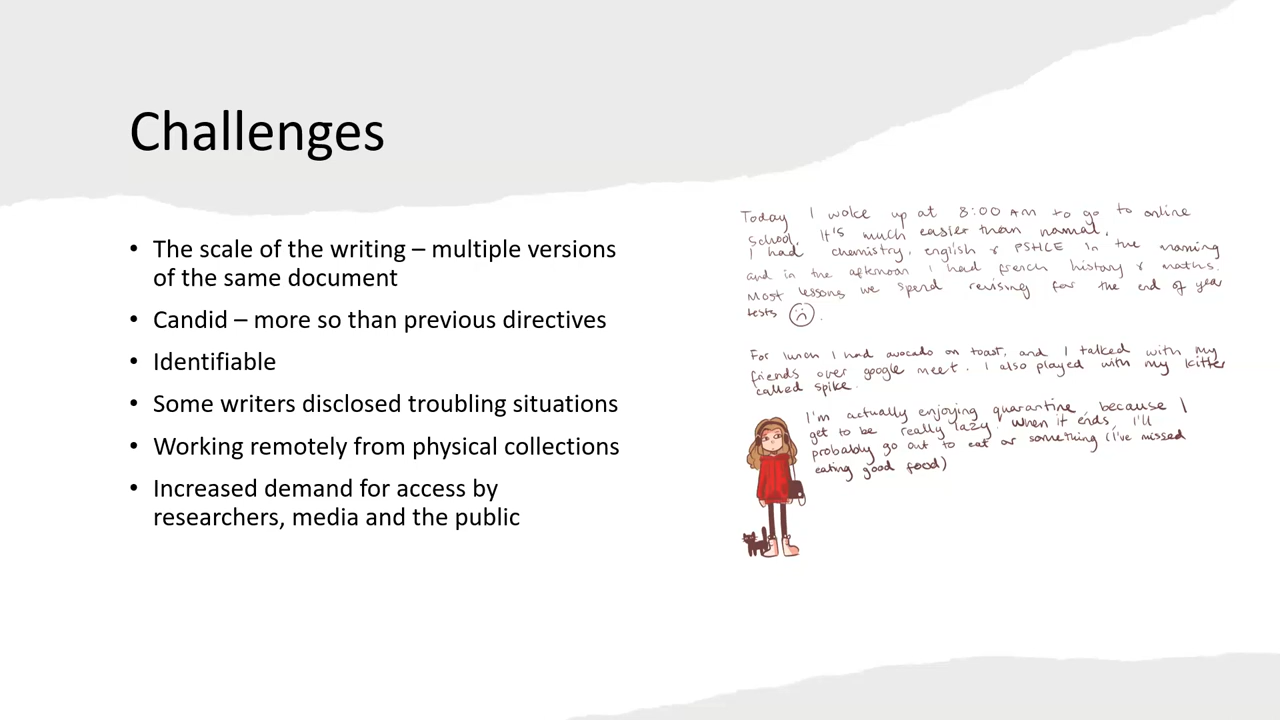 Challenges
• The scale of the writing – multiple versions
of the same document
• Candid – more so than previous directives
• Identifiable
• Some writers disclosed troubling situations
• Working remotely from physical collections
• Increased demand for access by
researchers, media and the public
Today I woke up at 8:00 AM to go to online
school. It's much easier than normal.
I had chemistry, english & PSHCE in the morning
and in the afternoon I had french history & maths.
Most lessons we spend revising for the end of year
tests ☹.
For lunch I had avocado on toast, and I talked with my
friends over google meet. I also played with my kitten
called spike.
I'm actually enjoying quarantine, because I
get to be really lazy. When it ends, I'll
probably go out to eat or something (I've missed
eating good food)